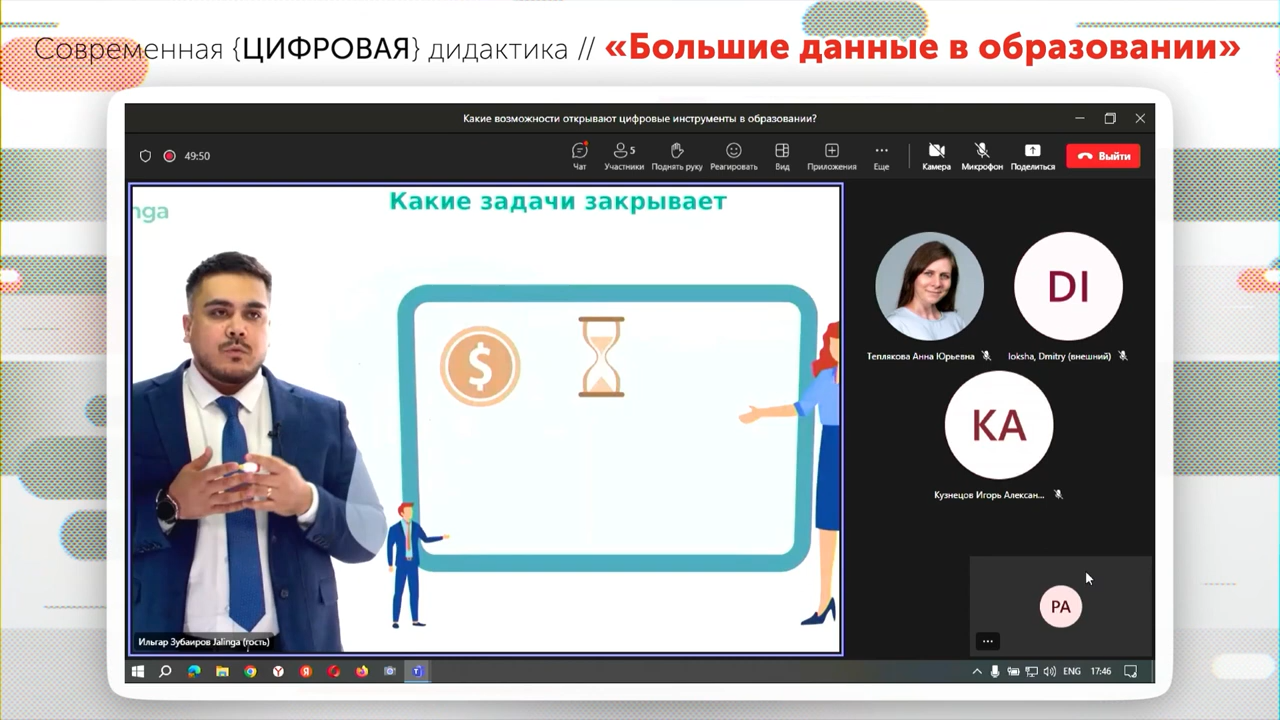 Современная {ЦИФРОВАЯ} дидактика // «Большие данные в образовании»
Какие возможности открывают цифровые инструменты в образовании?
49:50
5
Чат Участники Поднять руку Реагировать Вид Приложения Еще Камера Микрофон Поделиться Выйти
nga
Какие задачи закрывает
$
DI
Теплякова Анна Юрьевна
loksha, Dmitry (внешний)
KA
Кузнецов Игорь Алексан...
PA
Ильгар Зубаиров Jalinga (гость)
ENG 17:46